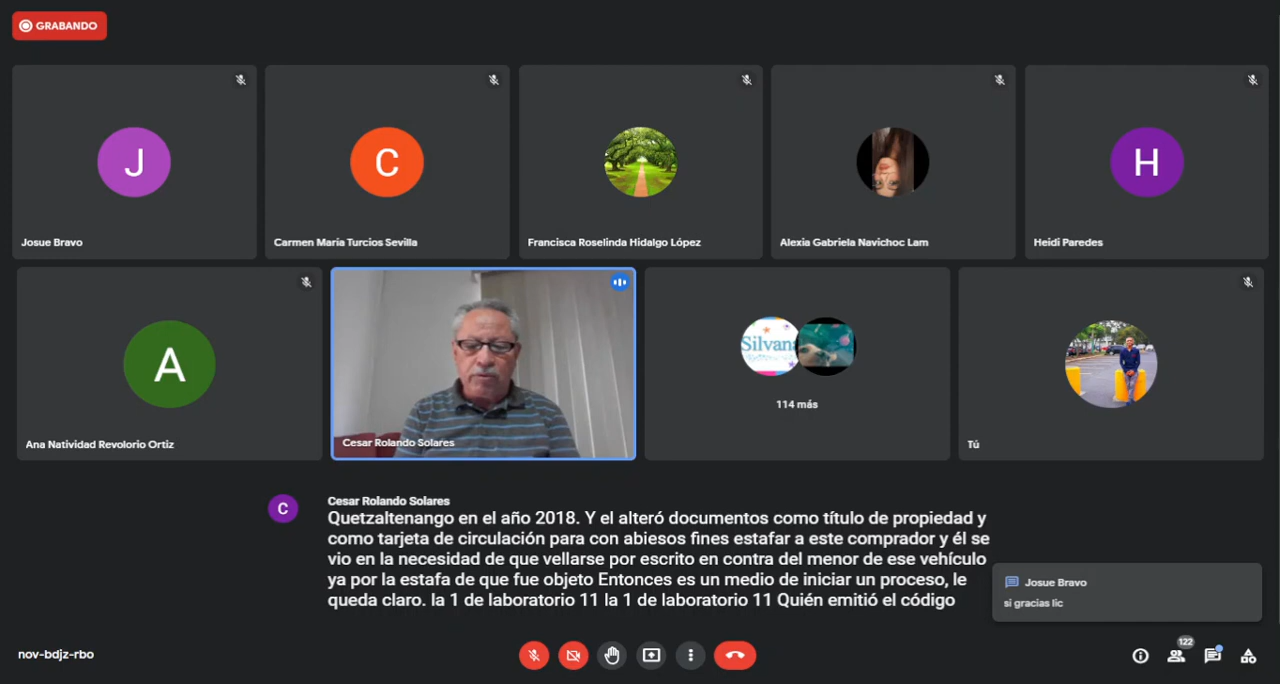 GRABANDO
J
C
H
Josue Bravo
Carmen María Turcios Sevilla
Francisca Roselinda Hidalgo López
Alexia Gabriela Navichoc Lam
Heidi Paredes
A
Silvana
114 más
Ana Natividad Revolorio Ortiz
Cesar Rolando Solares
Tú
C
Cesar Rolando Solares
Quetzaltenango en el año 2018. Y el alteró documentos como título de propiedad y
como tarjeta de circulación para con abiesos fines estafar a este comprador y él se
vio en la necesidad de que vellarse por escrito en contra del menor de ese vehículo
ya por la estafa de que fue objeto Entonces es un medio de iniciar un proceso, le
queda claro. la 1 de laboratorio 11 la 1 de laboratorio 11 Quién emitió el código
Josue Bravo
si gracias lic
nov-bdjz-rbo
122